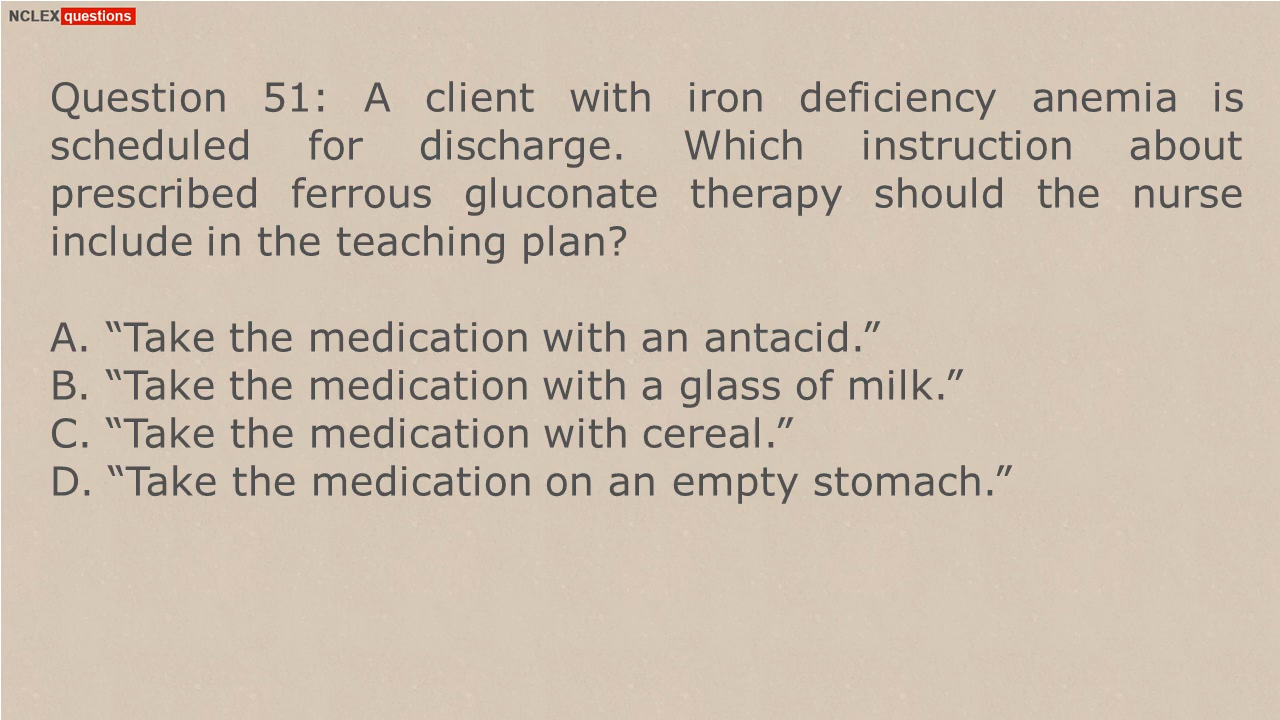 NCLEX questions
Question 51: A client with iron deficiency anemia is
scheduled for discharge. Which instruction about
prescribed ferrous gluconate therapy should the nurse
include in the teaching plan?
A. “Take the medication with an antacid.”
B. “Take the medication with a glass of milk.”
C. “Take the medication with cereal.”
D. “Take the medication on an empty stomach.”